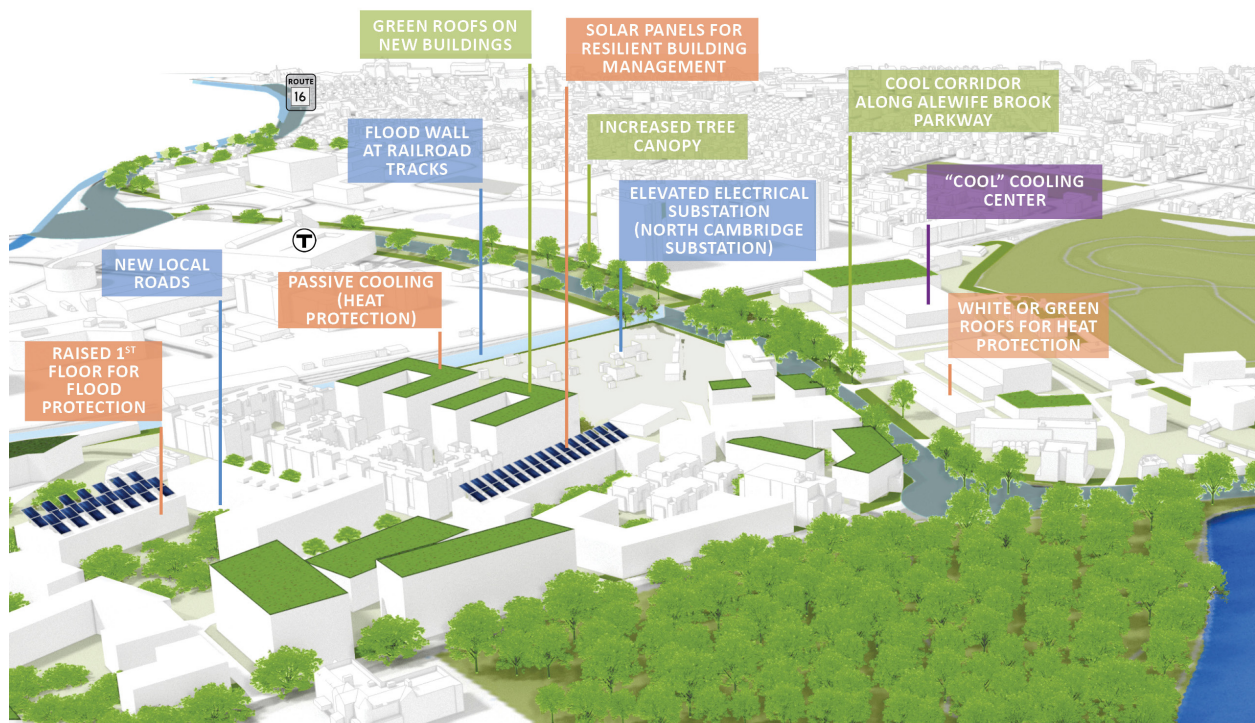 GREEN ROOFS ON
NEW BUILDINGS
SOLAR PANELS FOR
RESILIENT BUILDING
MANAGEMENT
ROUTE
16
COOL CORRIDOR
ALONG ALEWIFE BROOK
PARKWAY
FLOOD WALL
AT RAILROAD
TRACKS
INCREASED TREE
CANOPY
ELEVATED ELECTRICAL
SUBSTATION
(NORTH CAMBRIDGE
SUBSTATION)
“COOL” COOLING
CENTER
T
NEW LOCAL
ROADS
PASSIVE COOLING
(HEAT
PROTECTION)
WHITE OR GREEN
ROOFS FOR HEAT
PROTECTION
RAISED 1ST
FLOOR FOR
FLOOD
PROTECTION